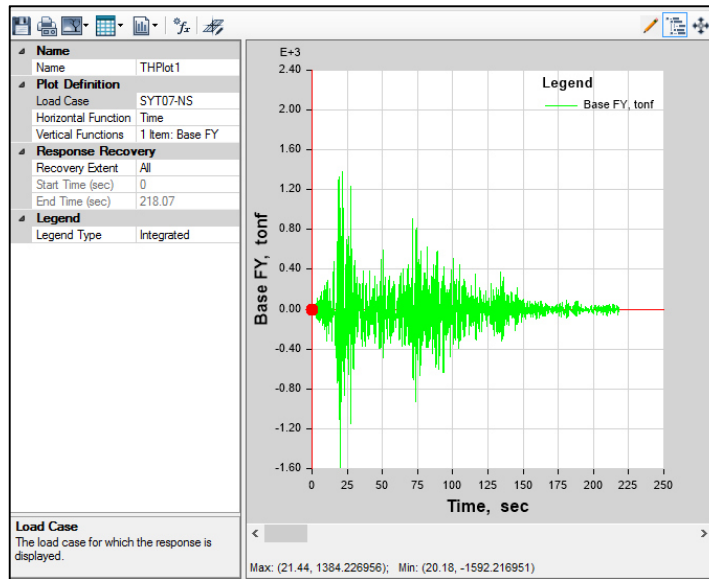 Name
Name THPlot1
Plot Definition
Load Case SYT07-NS
Horizontal Function Time
Vertical Functions 1 Item: Base FY
Response Recovery
Recovery Extent All
Start Time (sec) 0
End Time (sec) 218.07
Legend
Legend Type Integrated
Load Case
The load case for which the response is
displayed.
E+3
2.40
2.00
1.60
1.20
0.80
0.40
0.00
-0.40
-0.80
-1.20
-1.60
Base FY, tonf
Legend
Base FY, tonf
0 25 50 75 100 125 150 175 200 225 250
Time, sec
Max: (21.44, 1384.226956); Min: (20.18, -1592.216951)